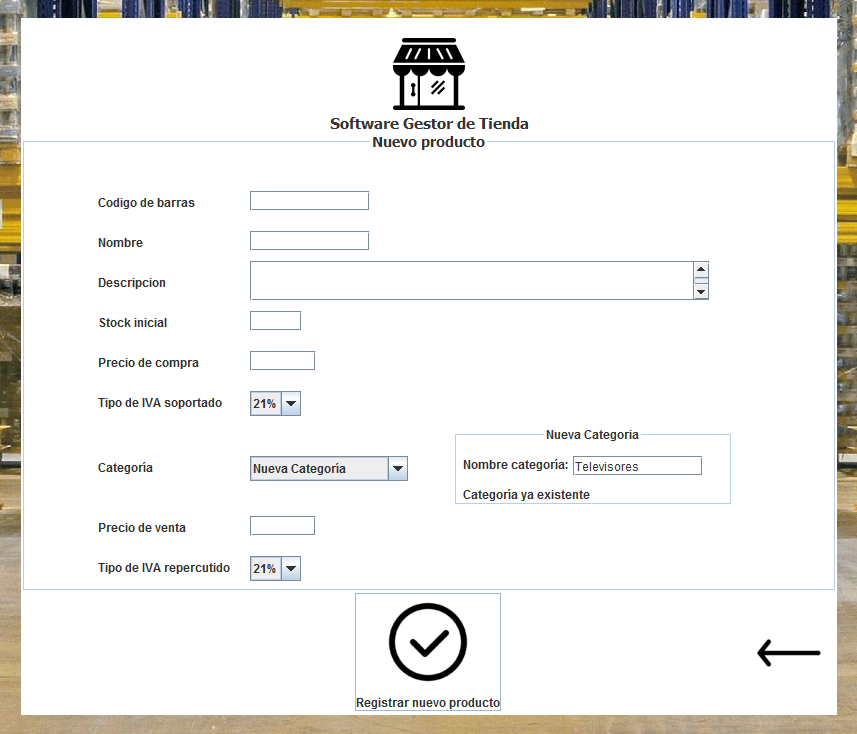 Software Gestor de Tienda
Nuevo producto
Codigo de barras
Nombre
Descripcion
Stock inicial
Precio de compra
Tipo de IVA soportado 21%
Categoría Nueva Categoría
Nueva Categoria
Nombre categoría: Televisores
Categoría ya existente
Precio de venta
Tipo de IVA repercutido 21%
Registrar nuevo producto